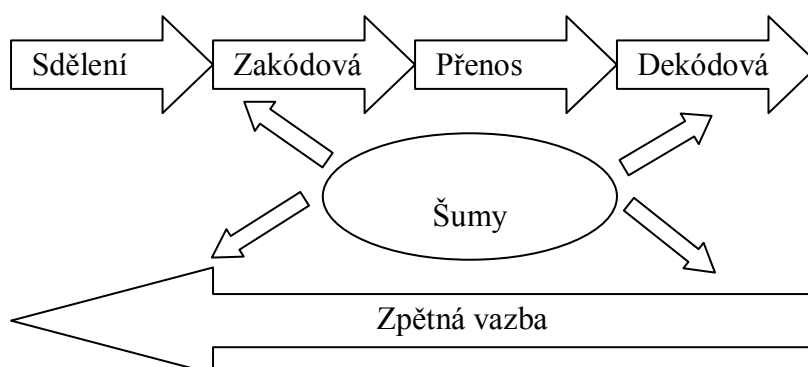 Sdělení
Zakódová
Přenos
Dekódová
Šumy
Zpětná vazba